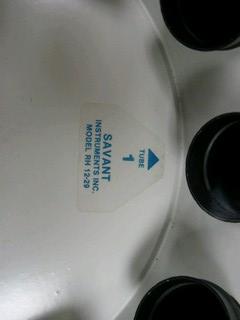 TUBE
1
SAVANT
INSTRUMENTS INC.
MODEL RH 12-29